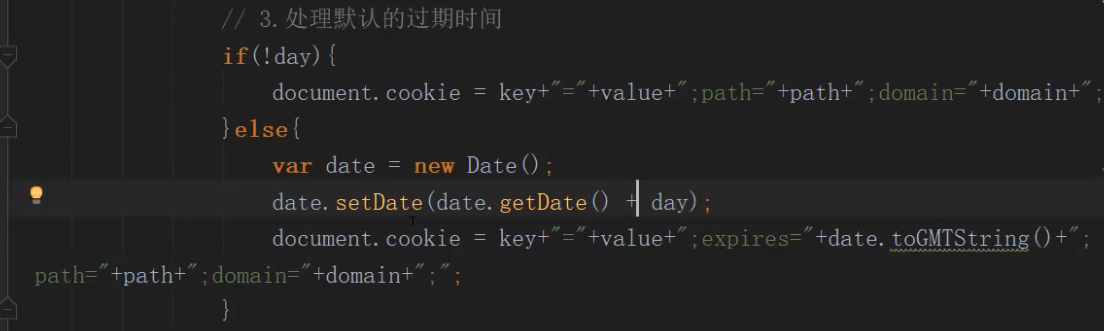 // 3.处理默认的过期时间
if(!day){
document.cookie = key+"="+value+";path="+path+";domain="+domain+";
}else{
var date = new Date();
date.setDate(date.getDate() + day);
document.cookie = key+"="+value+";expires="+date.toGMTString()+";
path="+path+";domain="+domain+";";
}